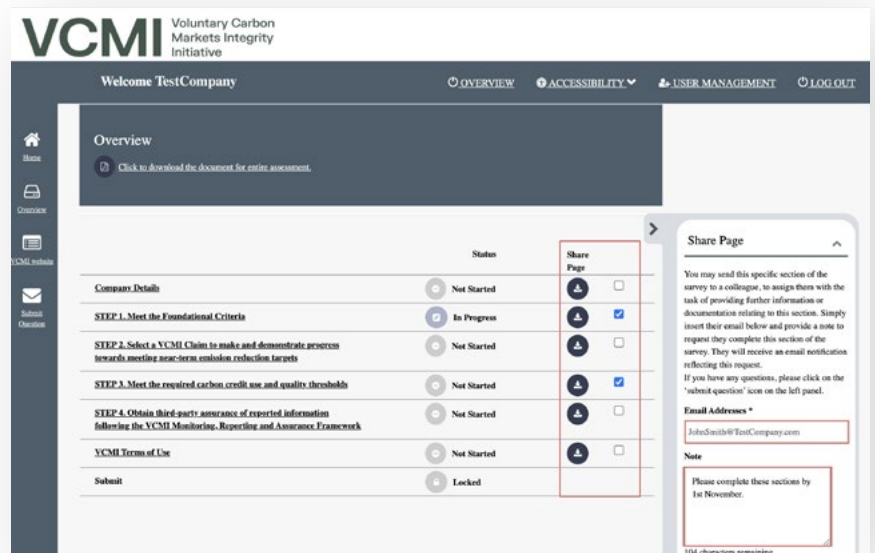 VCMI
Voluntary Carbon
Markets Integrity
Initiative
Welcome TestCompany
OVERVIEW
ACCESSIBILITY
USER MANAGEMENT
LOG OUT
Home
Overview
VCMI website
Submit
Question
Overview
Click to download the document for entire assessment.
Status
Share
Page
Company Details
Not Started
STEP 1. Meet the Foundational Criteria
In Progress
STEP 2. Select a VCMI Claim to make and demonstrate progress
towards meeting near-term emission reduction targets
Not Started
STEP 3. Meet the required carbon credit use and quality thresholds
Not Started
STEP 4. Obtain third-party assurance of reported information
following the VCMI Monitoring, Reporting and Assurance Framework
Not Started
VCMI Terms of Use
Not Started
Submit
Locked
Share Page
You may send this specific section of the
survey to a colleague, to assign them with the
task of providing further information or
documentation relating to this section. Simply
insert their email below and provide a note to
request they complete this section of the
survey. They will receive an email notification
reflecting this request.
If you have any questions, please click on the
'submit question' icon on the left panel.
Email Addresses *
JohnSmith@TestCompany.com
Note
Please complete these sections by
1st November.
104 characters remaining